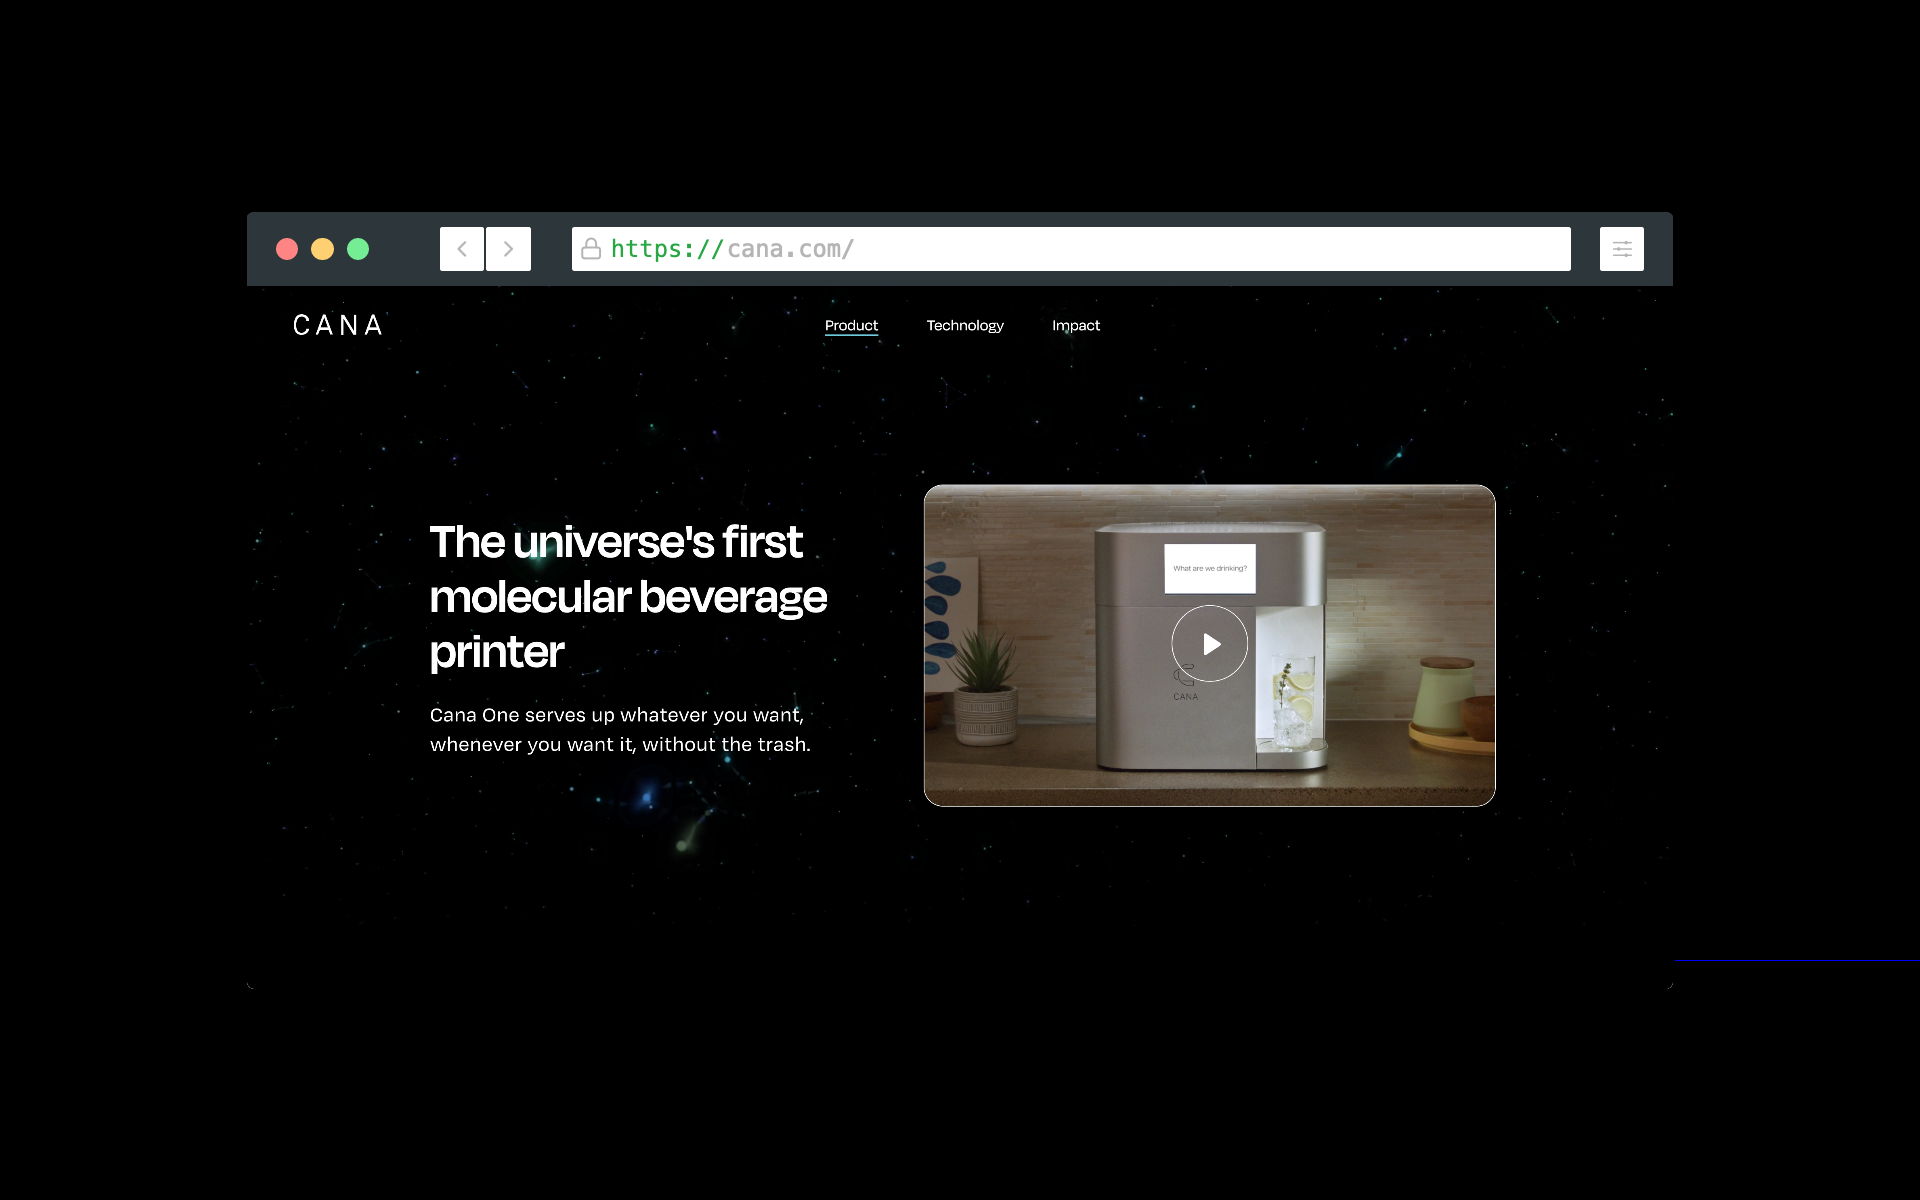 https://cana.com/
CANA
Product
Technology
Impact
The universe's first
molecular beverage
printer
Cana One serves up whatever you want,
whenever you want it, without the trash.
What are we drinking?
CANA